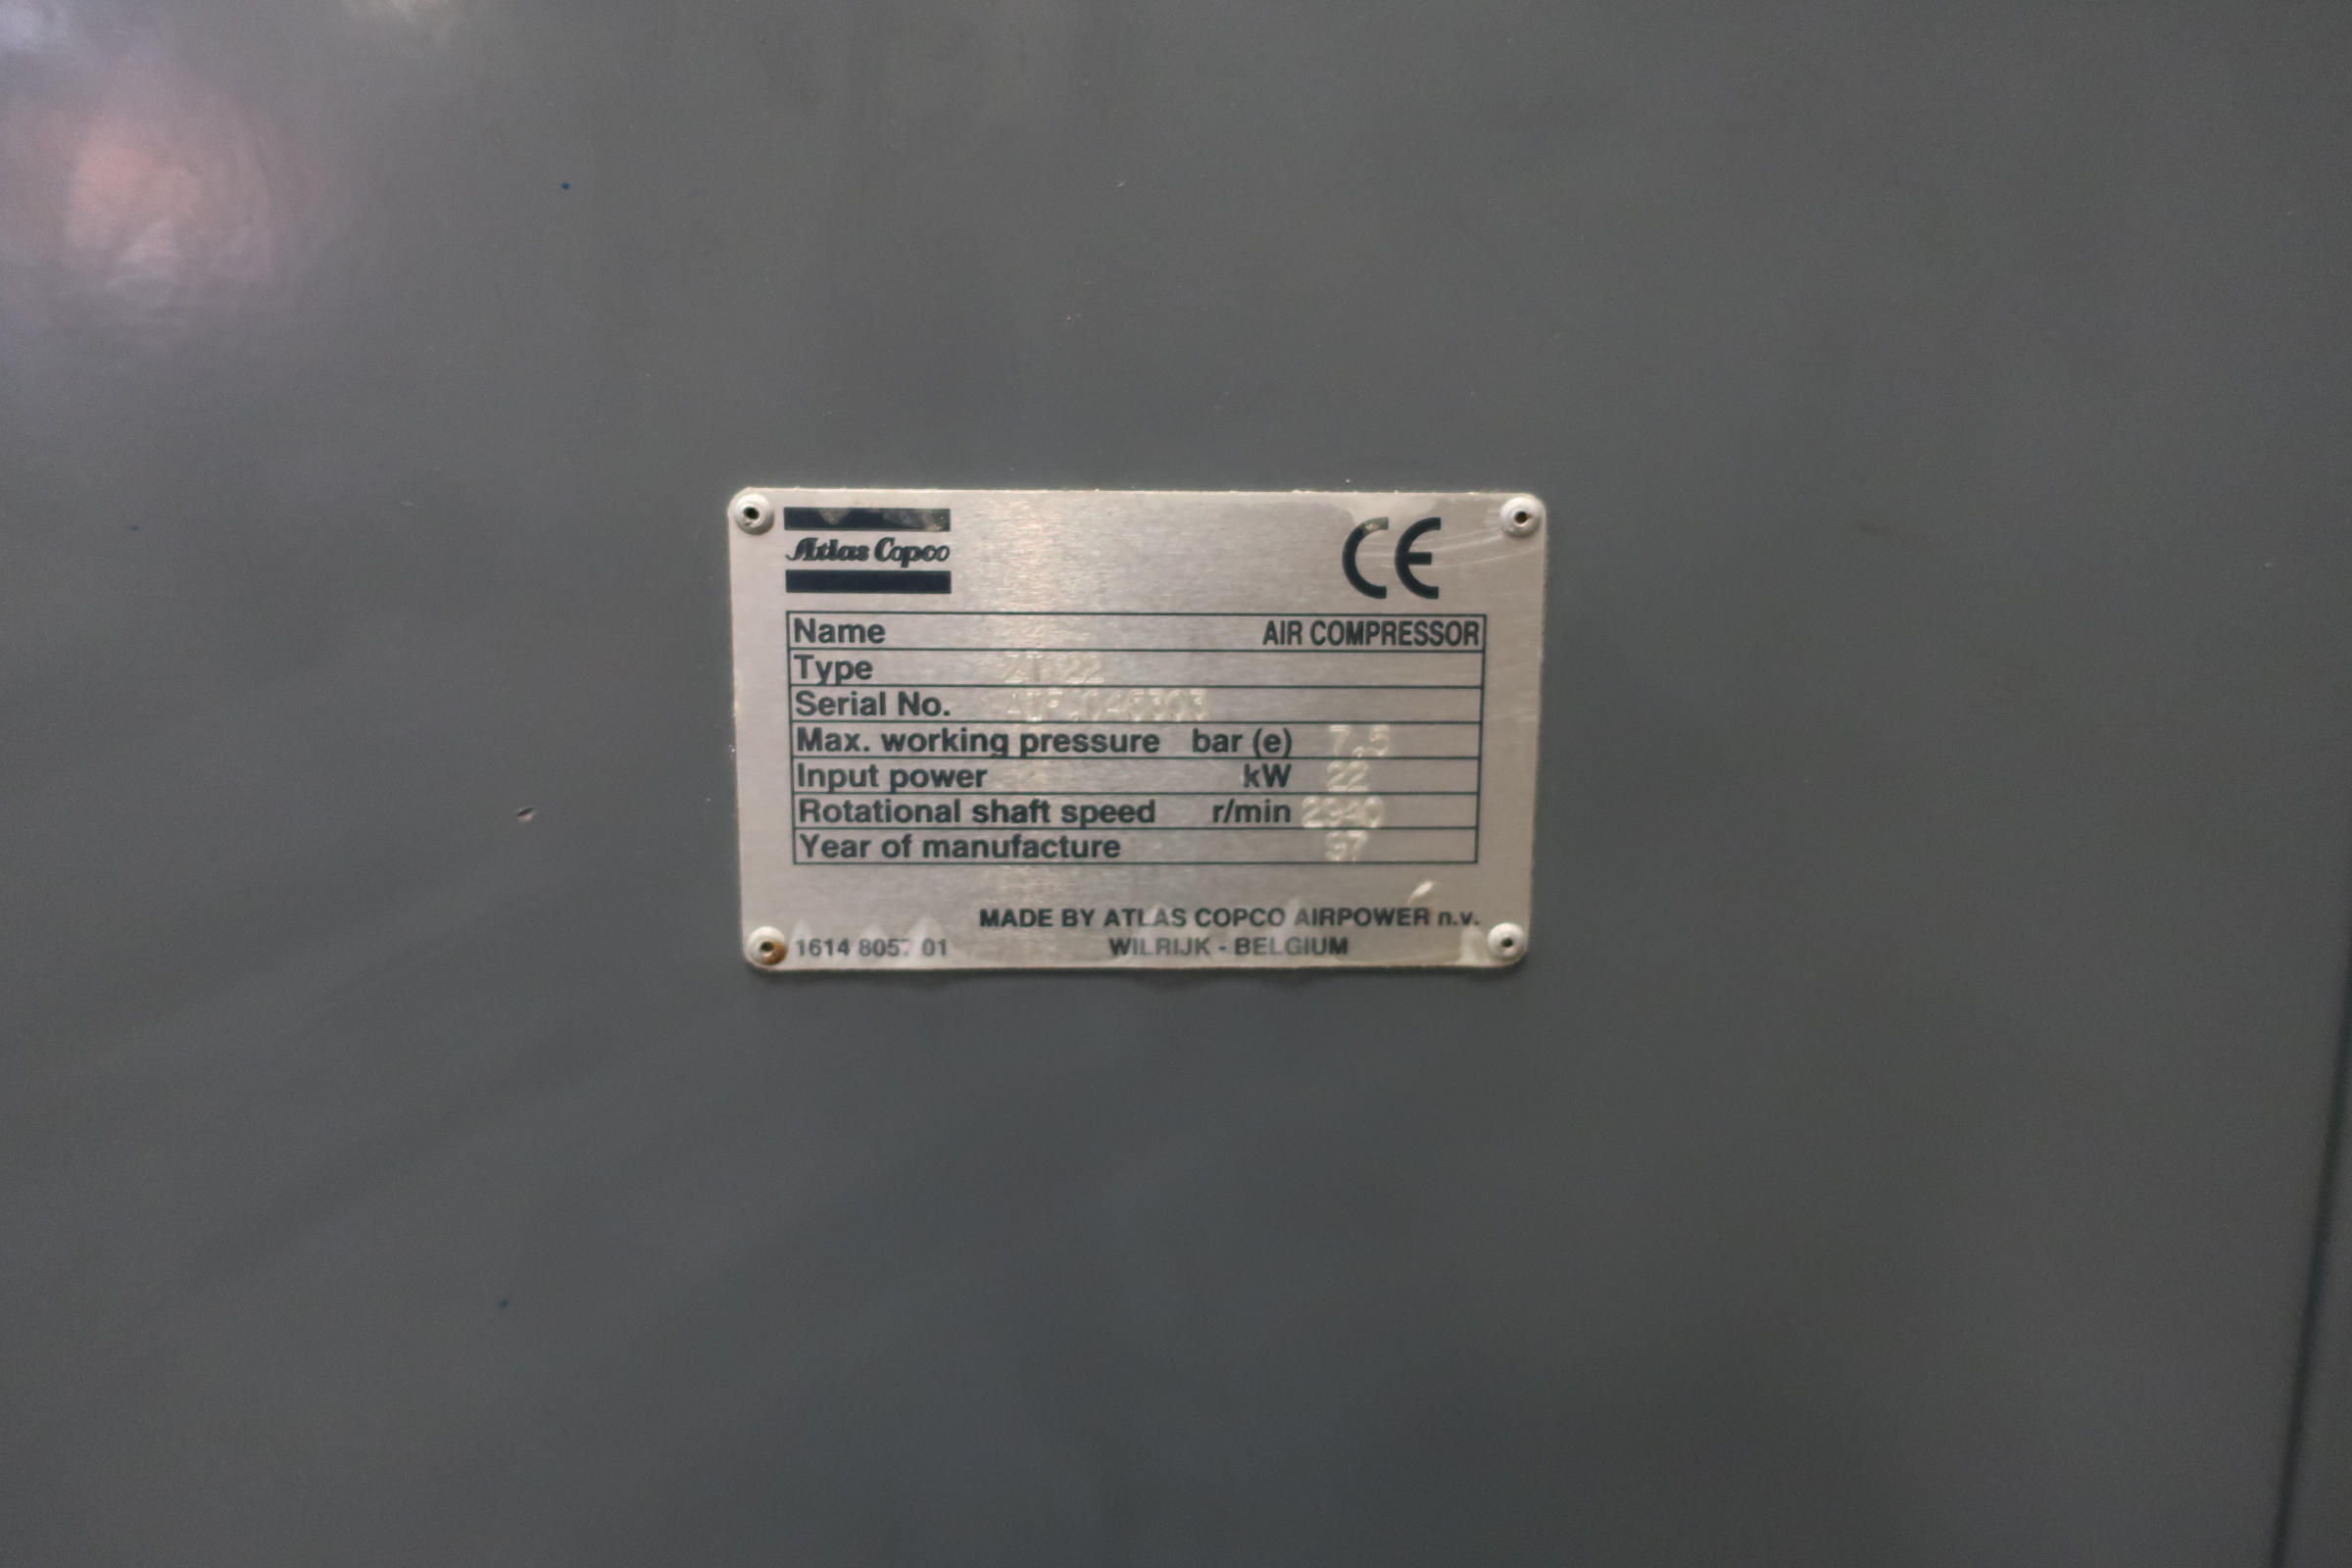 Atlas Copco
CE
Name AIR COMPRESSOR
Type 22
Serial No.
Max. working pressure bar (e) 7.5
Input power kW 22
Rotational shaft speed r/min 2940
Year of manufacture 97
MADE BY ATLAS COPCO AIRPOWER n.v.
1614 8057 01 WILRIJK - BELGIUM